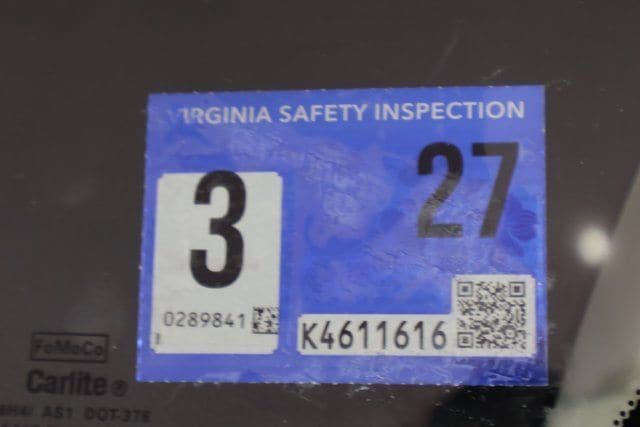 VIRGINIA SAFETY INSPECTION
27
3
0289841
K4611616
FoMoCo
Carlite®
AS1 DOT-376